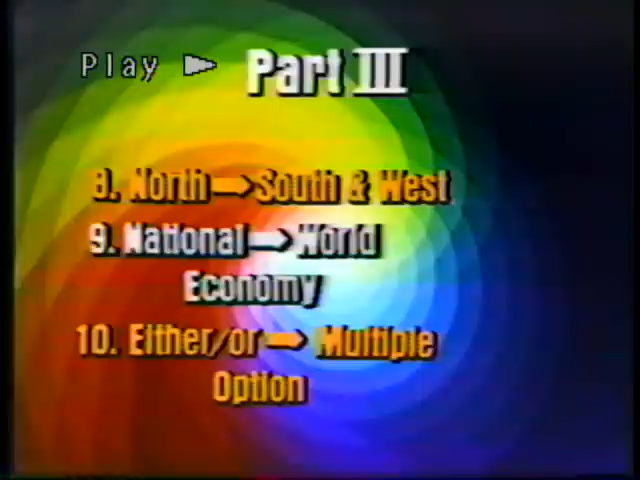 Play ► Part III
8. North→South & West
9. National→World
Economy
10. Either/or→ Multiple
Option